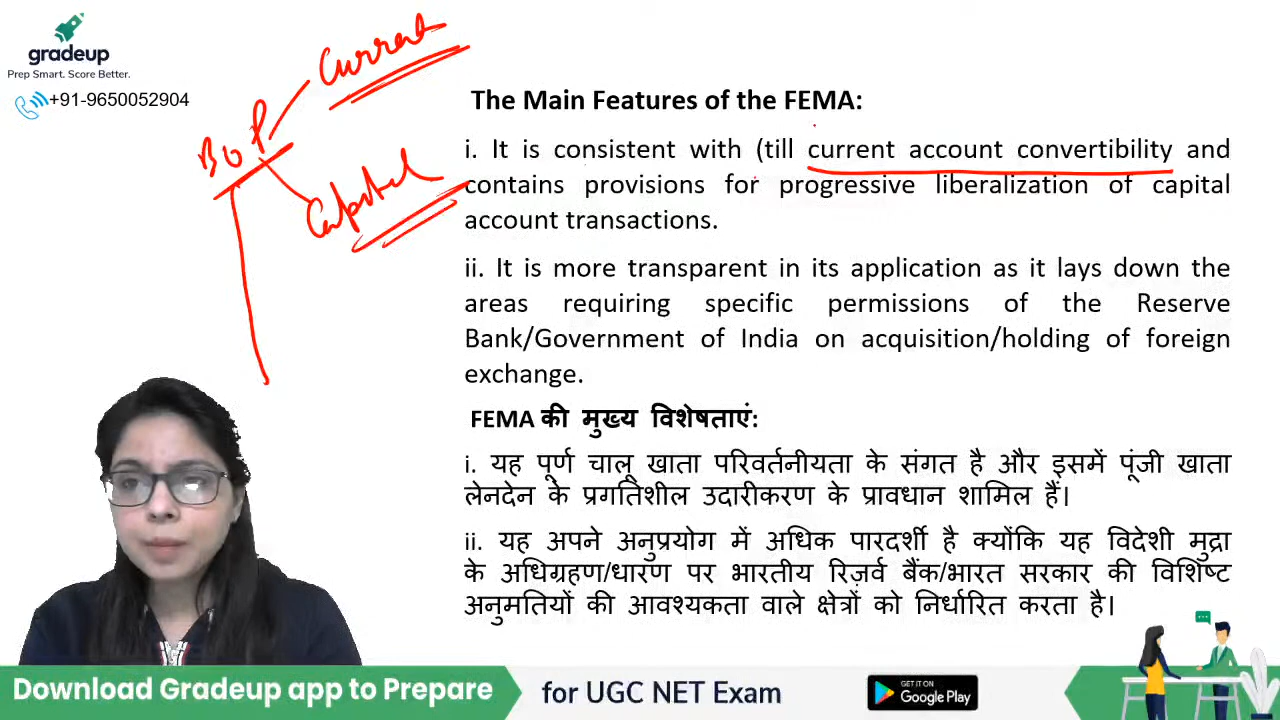 gradeup
Prep Smart. Score Better.
+91-9650052904
BOP
Current
Capital
The Main Features of the FEMA:
i. It is consistent with (till current account convertibility and
contains provisions for progressive liberalization of capital
account transactions.
ii. It is more transparent in its application as it lays down the
areas requiring specific permissions of the Reserve
Bank/Government of India on acquisition/holding of foreign
exchange.
FEMA की मुख्य विशेषताएं:
i. यह पूर्ण चालू खाता परिवर्तनीयता के संगत है और इसमें पूंजी खाता
लेनदेन के प्रगतिशील उदारीकरण के प्रावधान शामिल हैं।
ii. यह अपने अनुप्रयोग में अधिक पारदर्शी है क्योंकि यह विदेशी मुद्रा
के अधिग्रहण/धारण पर भारतीय रिज़र्व बैंक/भारत सरकार की विशिष्ट
अनुमतियों की आवश्यकता वाले क्षेत्रों को निर्धारित करता है।
Download Gradeup app to Prepare
for UGC NET Exam
GET IT ON
Google Play